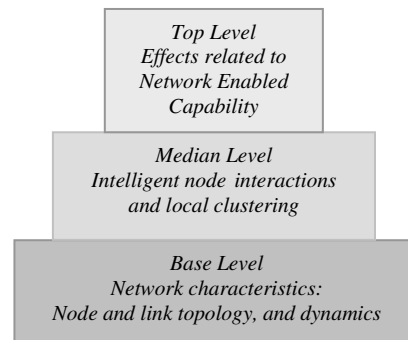 Top Level
Effects related to
Network Enabled
Capability
Median Level
Intelligent node interactions
and local clustering
Base Level
Network characteristics:
Node and link topology, and dynamics